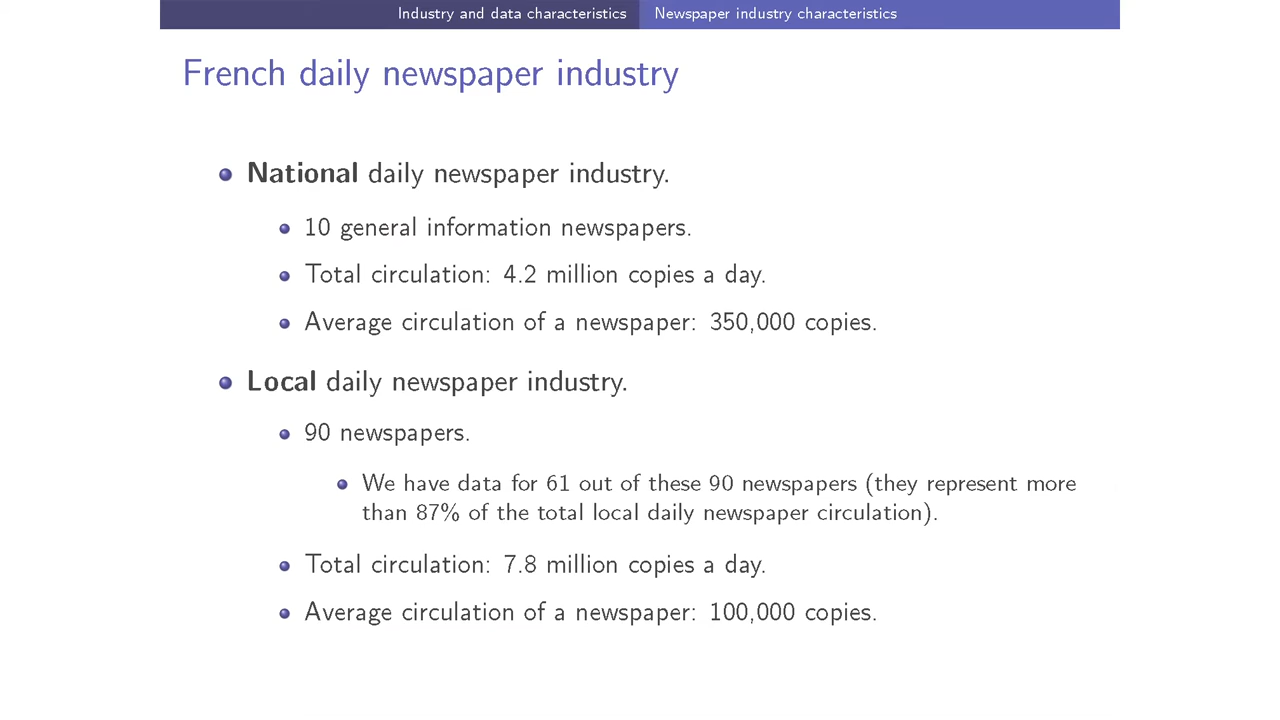 Industry and data characteristics
Newspaper industry characteristics
French daily newspaper industry
National daily newspaper industry.
10 general information newspapers.
Total circulation: 4.2 million copies a day.
Average circulation of a newspaper: 350,000 copies.
Local daily newspaper industry.
90 newspapers.
We have data for 61 out of these 90 newspapers (they represent more
than 87% of the total local daily newspaper circulation).
Total circulation: 7.8 million copies a day.
Average circulation of a newspaper: 100,000 copies.